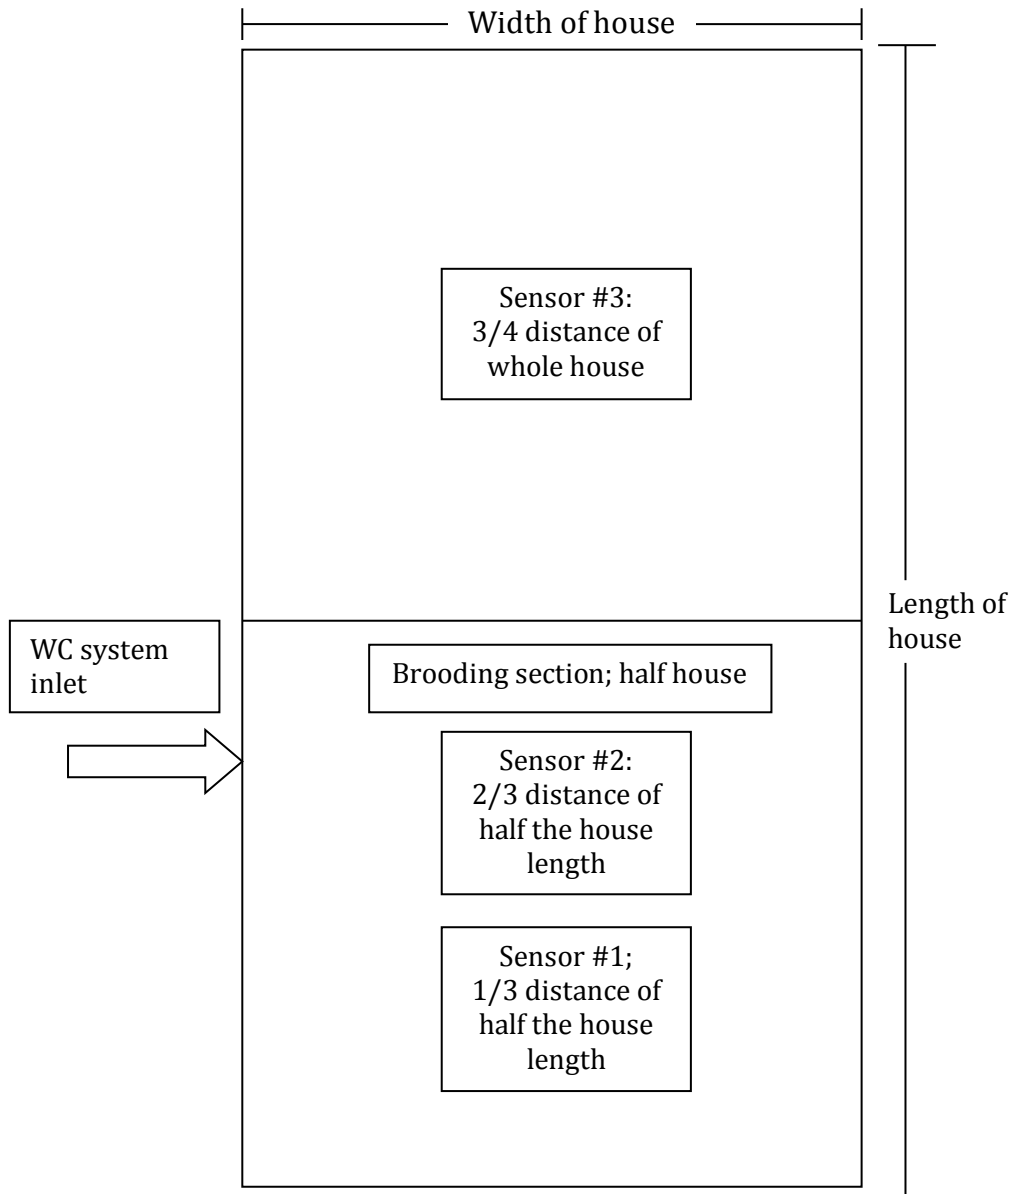 Width of house
Sensor #3:
3/4 distance of
whole house
Length of
house
WC system
inlet
Brooding section; half house
Sensor #2:
2/3 distance of
half the house
length
Sensor #1;
1/3 distance of
half the house
length